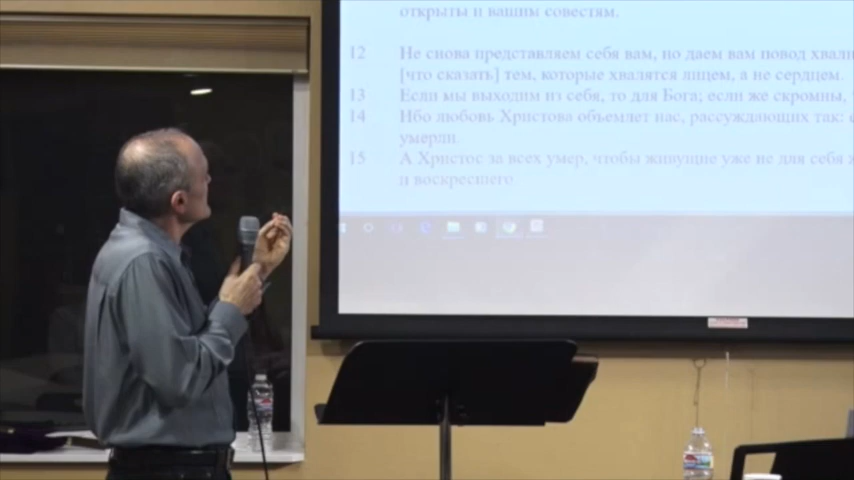 открыты и вашим совестям.
12 Не снова представляем себя вам, но даем вам повод хвали
[что сказать] тем, которые хвалятся лицем, а не сердцем.
13 Если мы выходим из себя, то для Бога; если же скромны,
14 Ибо любовь Христова объемлет нас, рассуждающих так: е
умерли.
15 А Христос за всех умер, чтобы живущие уже не для себя ж
и воскресшего.